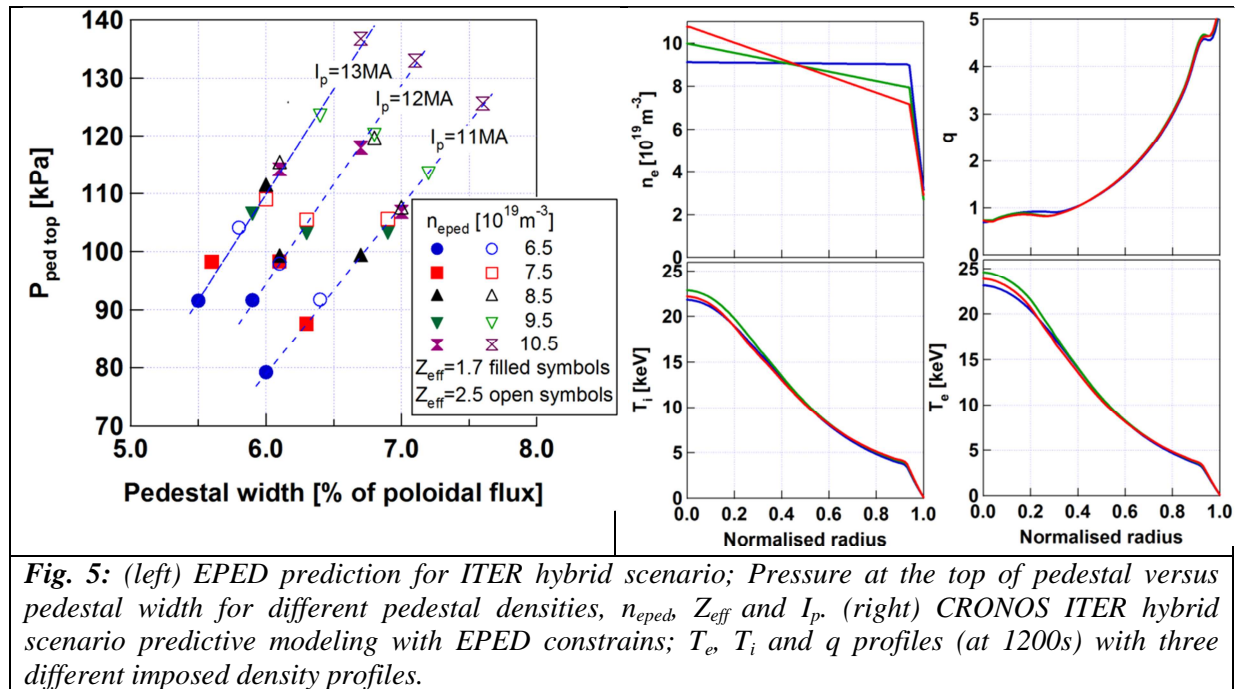 140
130
120
110
100
90
80
70
P_ped top [kPa]
5.0 6.0 7.0 8.0
Pedestal width [% of poloidal flux]
I_p=13MA
I_p=12MA
I_p=11MA
n_eped [10^19 m^-3]
6.5
7.5
8.5
9.5
10.5
Z_eff=1.7 filled symbols
Z_eff=2.5 open symbols
10
8
6
4
2
0
n_e [10^19 m^-3]
5
4
3
2
1
0
q
25
20
15
10
5
0
T_i [keV]
0.0 0.2 0.4 0.6 0.8 1.0
Normalised radius
25
20
15
10
5
0
T_e [keV]
0.0 0.2 0.4 0.6 0.8 1.0
Normalised radius
Fig. 5: (left) EPED prediction for ITER hybrid scenario; Pressure at the top of pedestal versus
pedestal width for different pedestal densities, n_eped, Z_eff and I_p. (right) CRONOS ITER hybrid
scenario predictive modeling with EPED constrains; T_e, T_i and q profiles (at 1200s) with three
different imposed density profiles.